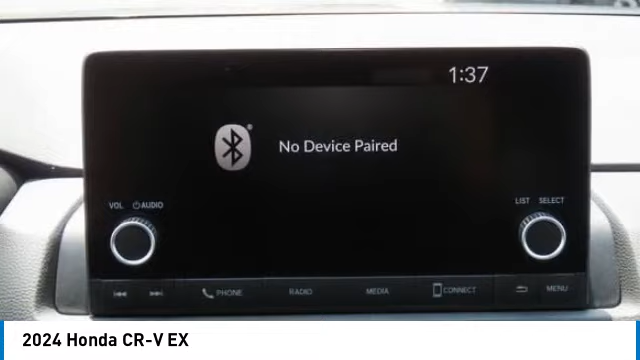 1:37
No Device Paired
VOL AUDIO
LIST SELECT
PHONE RADIO MEDIA CONNECT MENU
2024 Honda CR-V EX